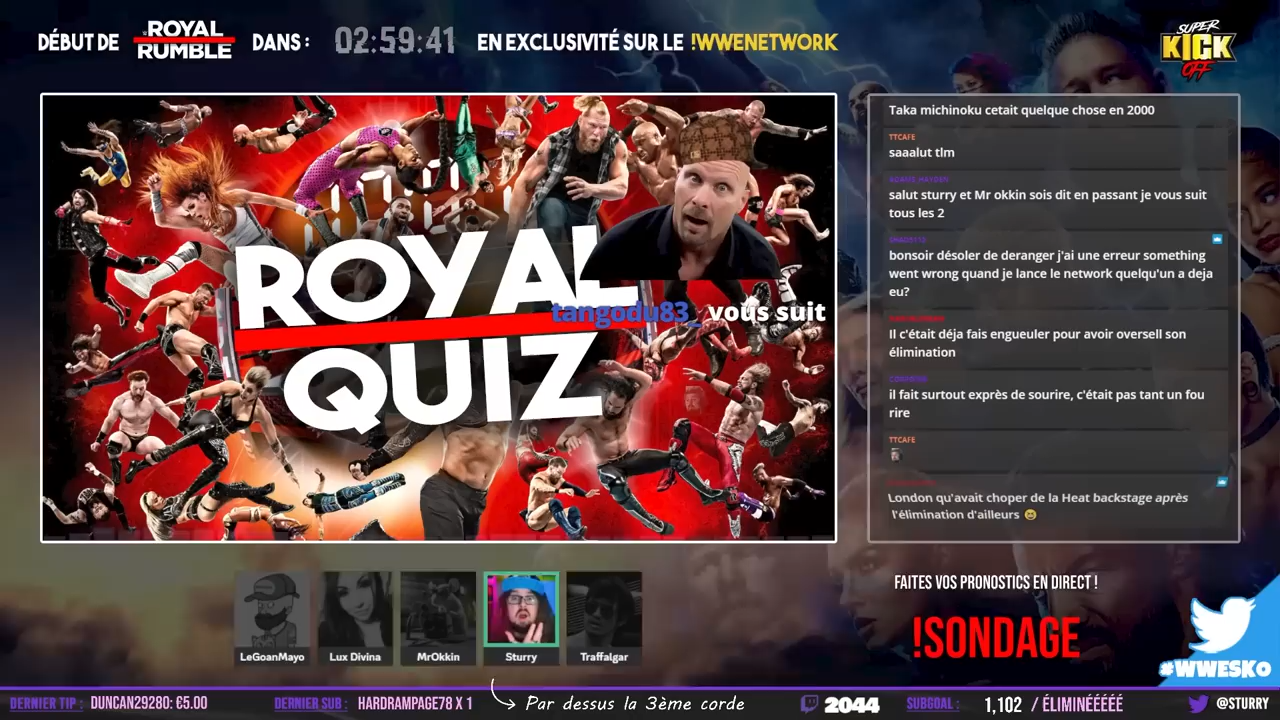 DÉBUT DE ROYAL RUMBLE DANS : 02:59:41 EN EXCLUSIVITÉ SUR LE !WWENETWORK
SUPER
KICK
OFF
ROYAL
QUIZ
tangodu83_ vous suit
Taka michinoku cetait quelque chose en 2000
TTCAFE
saaalut tlm
salut sturry et Mr okkin sois dit en passant je vous suit
tous les 2
bonsoir désoler de deranger j'ai une erreur something
went wrong quand je lance le network quelqu'un a deja
eu?
Il c'était déja fais engueuler pour avoir oversell son
élimination
il fait surtout exprès de sourire, c'était pas tant un fou
rire
TTCAFE
London qu'avait choper de la Heat backstage après
l'élimination d'ailleurs 😆
LeGoanMayo
Lux Divina
MrOkkin
Sturry
Traffalgar
FAITES VOS PRONOSTICS EN DIRECT !
!SONDAGE
#WWESKO
DERNIER TIP : DUNCAN29280: €5.00
DERNIER SUB : HARDRAMPAGE78 X 1
Par dessus la 3ème corde
2044
SUBGOAL : 1,102 / ÉLIMINÉÉÉÉÉ
@STURRY